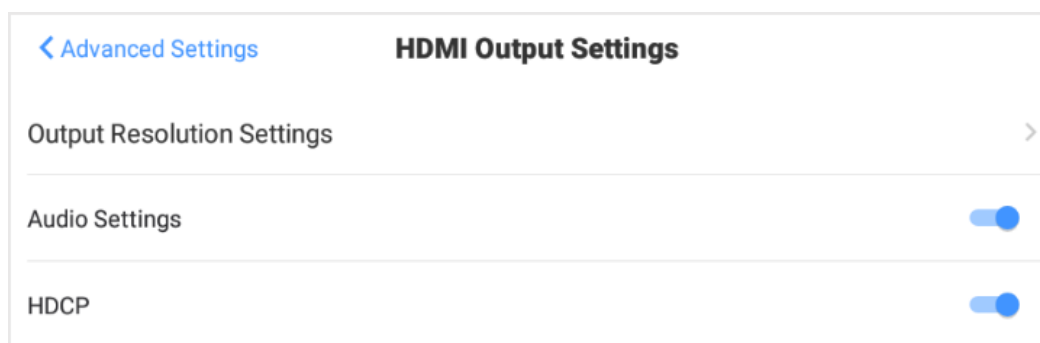 Advanced Settings
HDMI Output Settings
Output Resolution Settings
Audio Settings
HDCP